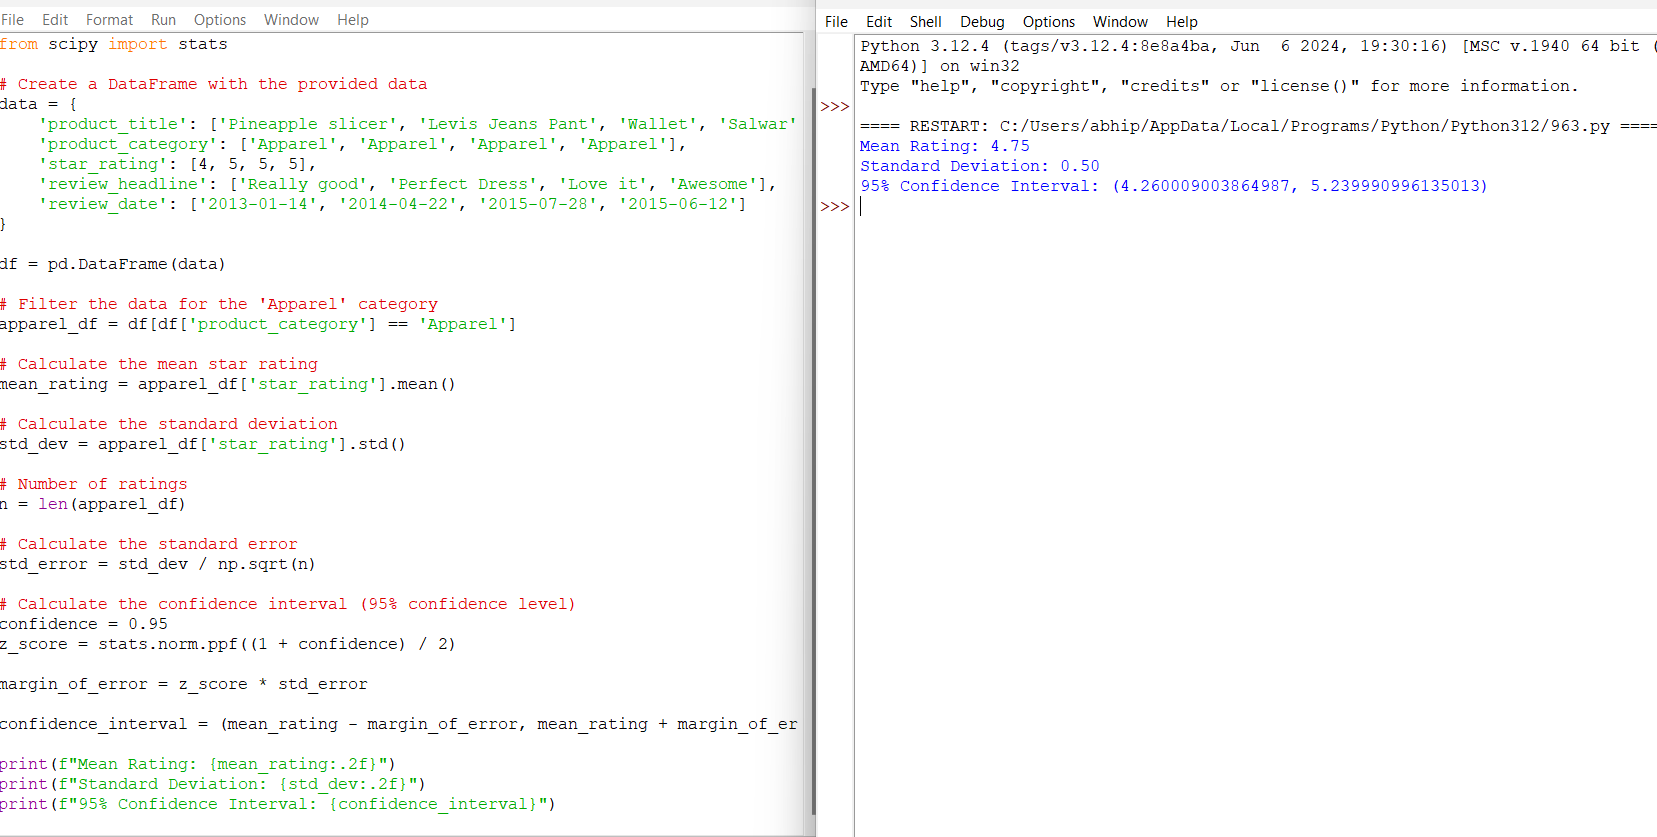 File Edit Format Run Options Window Help
from scipy import stats
# Create a DataFrame with the provided data
data = {
    'product_title': ['Pineapple slicer', 'Levis Jeans Pant', 'Wallet', 'Salwar'
    'product_category': ['Apparel', 'Apparel', 'Apparel', 'Apparel'],
    'star_rating': [4, 5, 5, 5],
    'review_headline': ['Really good', 'Perfect Dress', 'Love it', 'Awesome'],
    'review_date': ['2013-01-14', '2014-04-22', '2015-07-28', '2015-06-12']
}
df = pd.DataFrame(data)
# Filter the data for the 'Apparel' category
apparel_df = df[df['product_category'] == 'Apparel']
# Calculate the mean star rating
mean_rating = apparel_df['star_rating'].mean()
# Calculate the standard deviation
std_dev = apparel_df['star_rating'].std()
# Number of ratings
n = len(apparel_df)
# Calculate the standard error
std_error = std_dev / np.sqrt(n)
# Calculate the confidence interval (95% confidence level)
confidence = 0.95
z_score = stats.norm.ppf((1 + confidence) / 2)
margin_of_error = z_score * std_error
confidence_interval = (mean_rating - margin_of_error, mean_rating + margin_of_er
print(f"Mean Rating: {mean_rating:.2f}")
print(f"Standard Deviation: {std_dev:.2f}")
print(f"95% Confidence Interval: {confidence_interval}")
File Edit Shell Debug Options Window Help
Python 3.12.4 (tags/v3.12.4:8e8a4ba, Jun  6 2024, 19:30:16) [MSC v.1940 64 bit (
AMD64)] on win32
Type "help", "copyright", "credits" or "license()" for more information.
>>>
==== RESTART: C:/Users/abhip/AppData/Local/Programs/Python/Python312/963.py ====
Mean Rating: 4.75
Standard Deviation: 0.50
95% Confidence Interval: (4.260009003864987, 5.239990996135013)
>>>